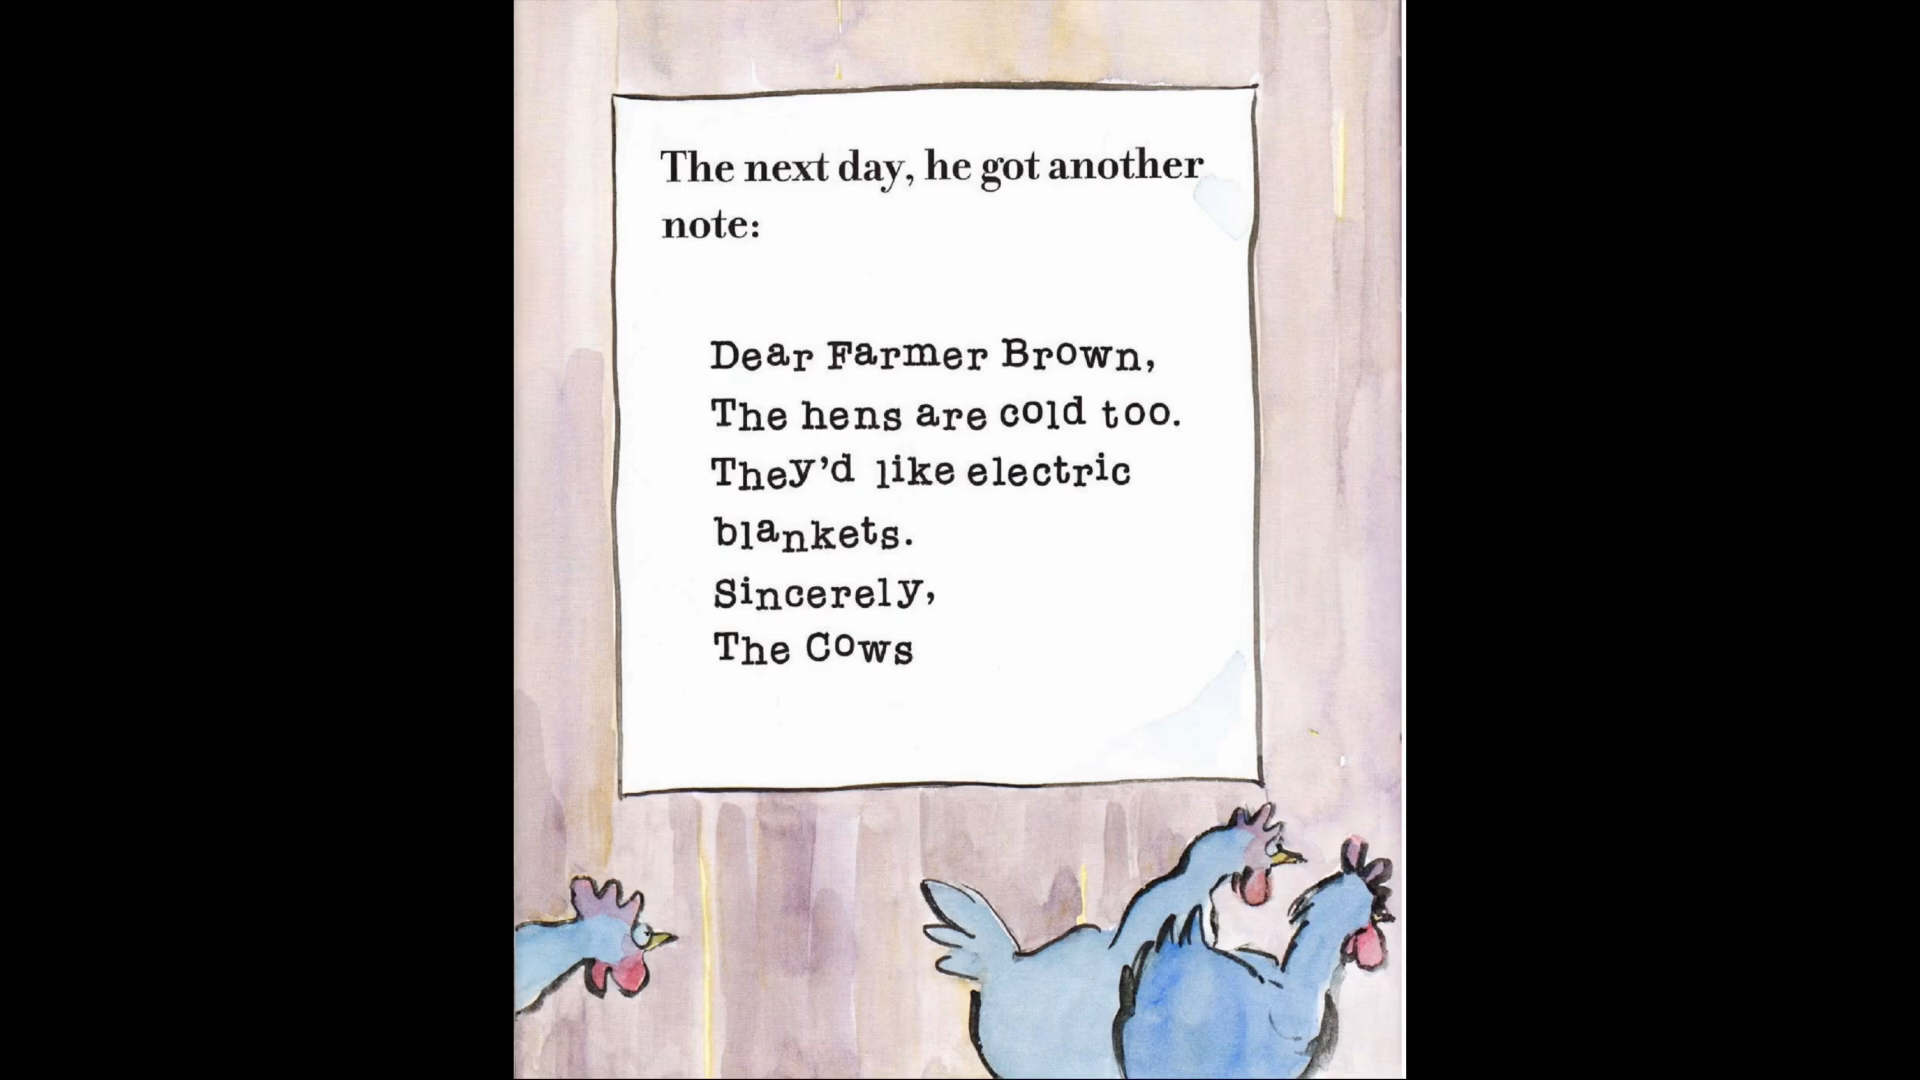 The next day, he got another
note:
Dear Farmer Brown,
The hens are cold too.
They’d like electric
blankets.
Sincerely,
The Cows